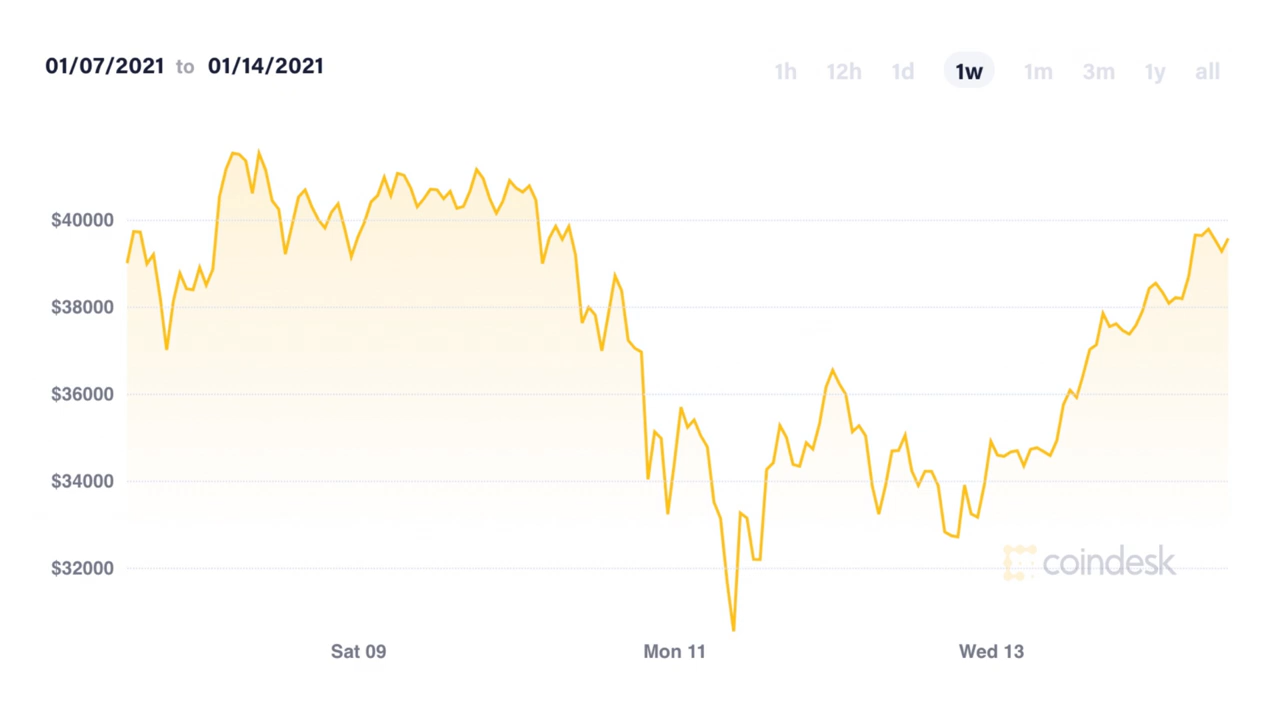 01/07/2021 to 01/14/2021
1h 12h 1d 1w 1m 3m 1y all
$40000
$38000
$36000
$34000
$32000
coindesk
Sat 09 Mon 11 Wed 13